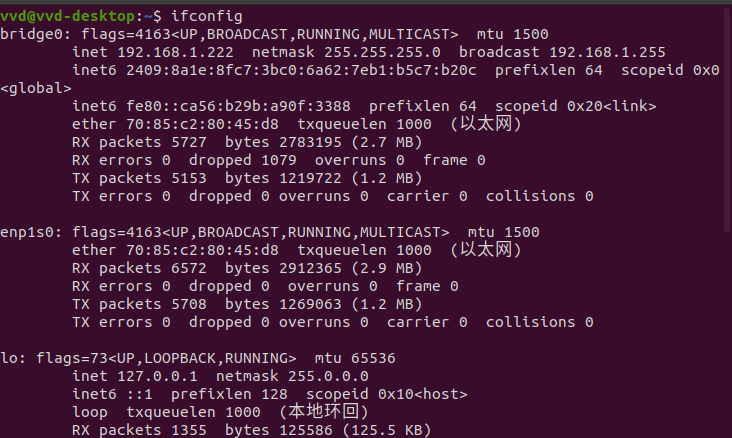 vvd@vvd-desktop:~$ ifconfig
bridge0: flags=4163<UP,BROADCAST,RUNNING,MULTICAST>  mtu 1500
        inet 192.168.1.222  netmask 255.255.255.0  broadcast 192.168.1.255
        inet6 2409:8a1e:8fc7:3bc0:6a62:7eb1:b5c7:b20c  prefixlen 64  scopeid 0x0
<global>
        inet6 fe80::ca56:b29b:a90f:3388  prefixlen 64  scopeid 0x20<link>
        ether 70:85:c2:80:45:d8  txqueuelen 1000  (以太网)
        RX packets 5727  bytes 2783195 (2.7 MB)
        RX errors 0  dropped 1079  overruns 0  frame 0
        TX packets 5153  bytes 1219722 (1.2 MB)
        TX errors 0  dropped 0 overruns 0  carrier 0  collisions 0

enp1s0: flags=4163<UP,BROADCAST,RUNNING,MULTICAST>  mtu 1500
        ether 70:85:c2:80:45:d8  txqueuelen 1000  (以太网)
        RX packets 6572  bytes 2912365 (2.9 MB)
        RX errors 0  dropped 0  overruns 0  frame 0
        TX packets 5708  bytes 1269063 (1.2 MB)
        TX errors 0  dropped 0 overruns 0  carrier 0  collisions 0

lo: flags=73<UP,LOOPBACK,RUNNING>  mtu 65536
        inet 127.0.0.1  netmask 255.0.0.0
        inet6 ::1  prefixlen 128  scopeid 0x10<host>
        loop  txqueuelen 1000  (本地环回)
        RX packets 1355  bytes 125586 (125.5 KB)